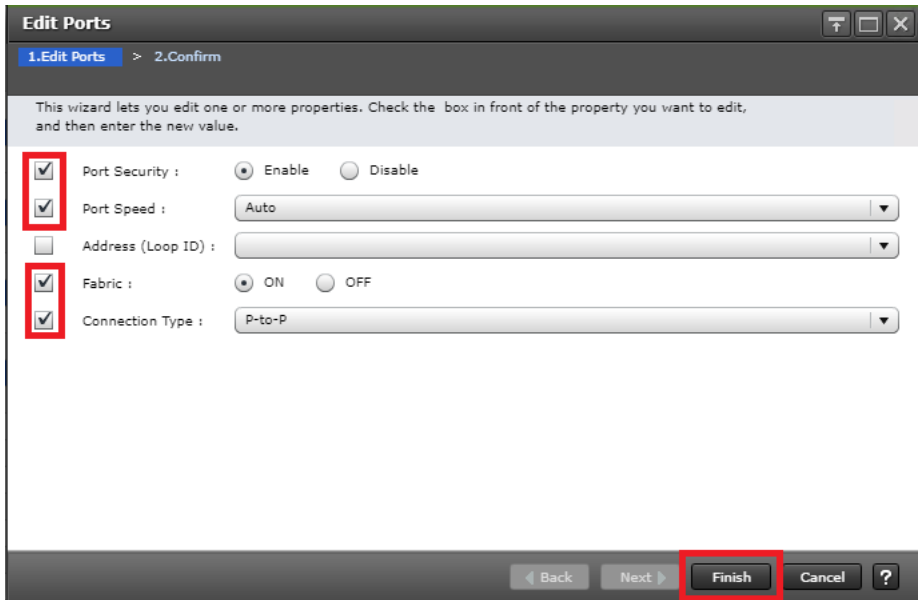 Edit Ports
1.Edit Ports > 2.Confirm
This wizard lets you edit one or more properties. Check the box in front of the property you want to edit,
and then enter the new value.
Port Security : Enable Disable
Port Speed : Auto
Address (Loop ID) :
Fabric : ON OFF
Connection Type : P-to-P
Back Next Finish Cancel ?